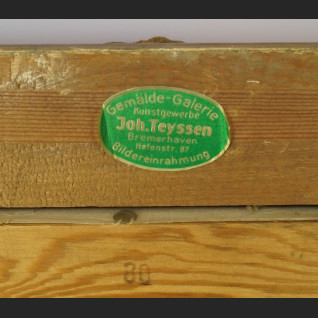 Gemälde-Galerie
Kunstgewerbe
Joh. Teyssen
Bremerhaven
Hafenstr. 87
Bildereinrahmung
80